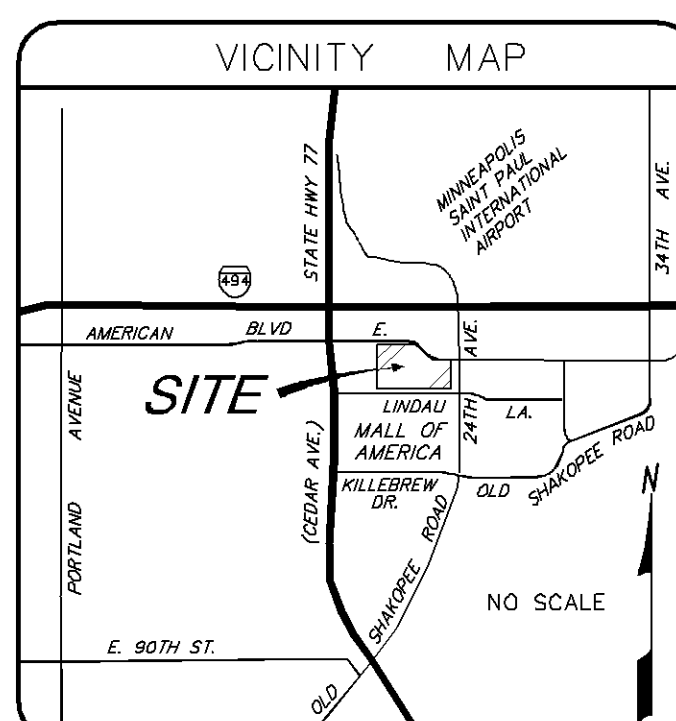 VICINITY MAP
STATE HWY 77
MINNEAPOLIS
SAINT PAUL
INTERNATIONAL
AIRPORT
34TH AVE.
494
AMERICAN BLVD E.
24TH AVE.
PORTLAND AVENUE
SITE
LINDAU LA.
MALL OF
AMERICA
SHAKOPEE ROAD
KILLEBREW
DR.
OLD
(CEDAR AVE.)
N
SHAKOPEE ROAD
NO SCALE
E. 90TH ST.
OLD